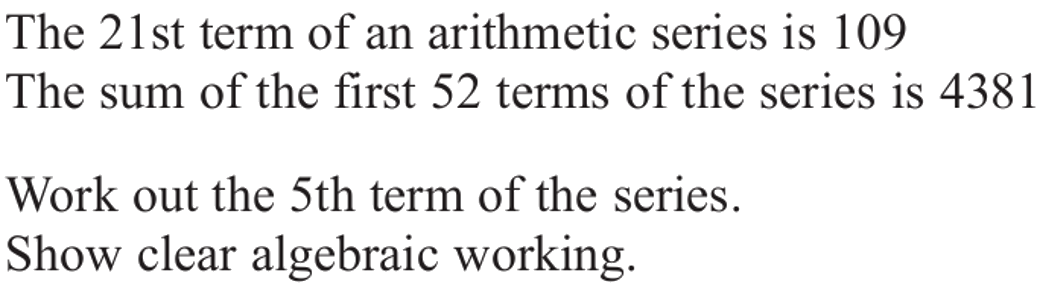 The 21st term of an arithmetic series is 109
The sum of the first 52 terms of the series is 4381
Work out the 5th term of the series.
Show clear algebraic working.